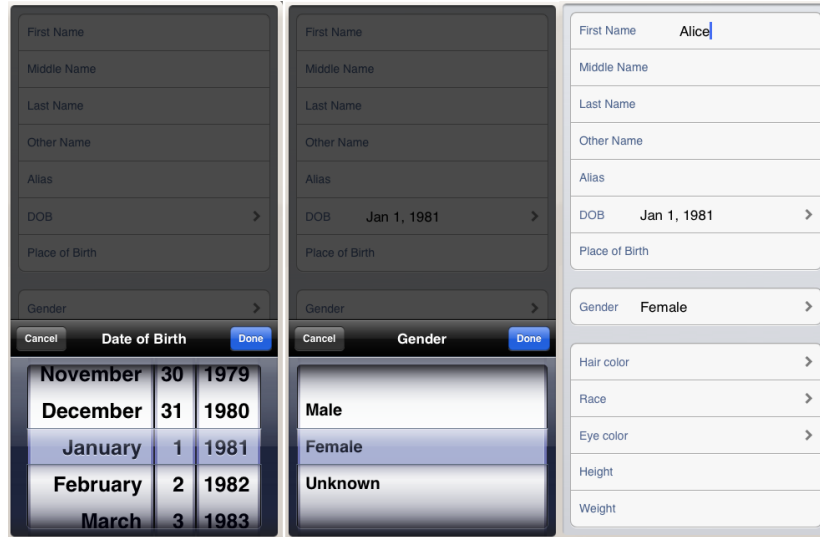 First Name
Middle Name
Last Name
Other Name
Alias
DOB
Place of Birth
Gender
Cancel Date of Birth Done
November 30 1979
December 31 1980
January 1 1981
February 2 1982
March 3 1983
First Name
Middle Name
Last Name
Other Name
Alias
DOB Jan 1, 1981
Place of Birth
Gender
Cancel Gender Done
Male
Female
Unknown
First Name Alice
Middle Name
Last Name
Other Name
Alias
DOB Jan 1, 1981
Place of Birth
Gender Female
Hair color
Race
Eye color
Height
Weight